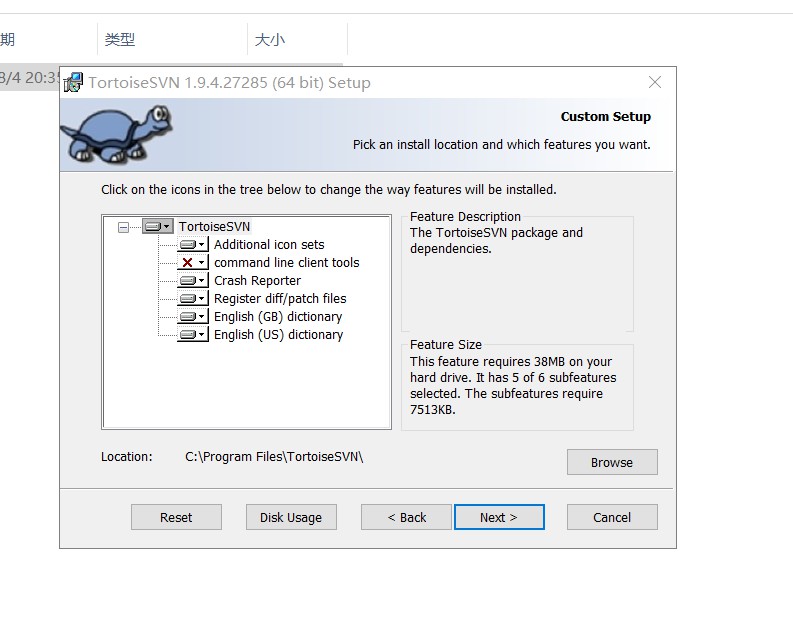 期 类型 大小
8/4 20:35
TortoiseSVN 1.9.4.27285 (64 bit) Setup
Custom Setup
Pick an install location and which features you want.
Click on the icons in the tree below to change the way features will be installed.
TortoiseSVN
Additional icon sets
command line client tools
Crash Reporter
Register diff/patch files
English (GB) dictionary
English (US) dictionary
Feature Description
The TortoiseSVN package and
dependencies.
Feature Size
This feature requires 38MB on your
hard drive. It has 5 of 6 subfeatures
selected. The subfeatures require
7513KB.
Location: C:\Program Files\TortoiseSVN\
Browse
Reset Disk Usage < Back Next > Cancel